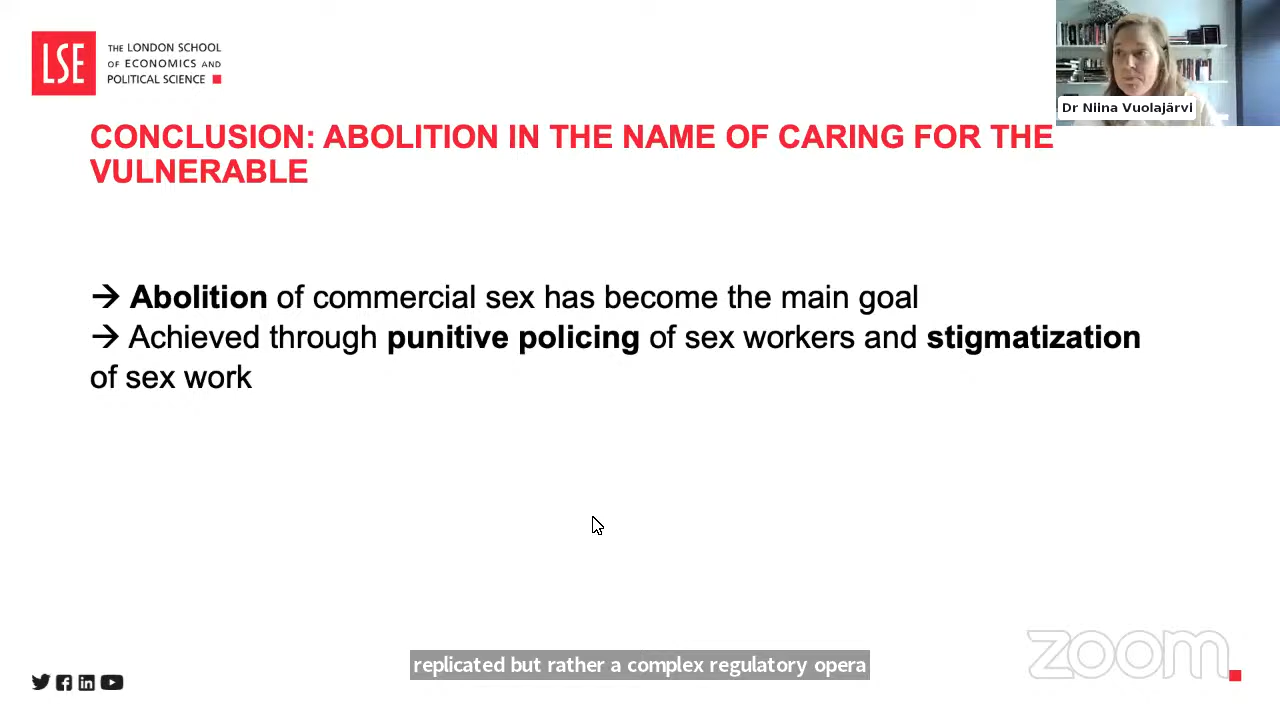 LSE
THE LONDON SCHOOL
OF ECONOMICS AND
POLITICAL SCIENCE
Dr Niina Vuolajärvi
CONCLUSION: ABOLITION IN THE NAME OF CARING FOR THE
VULNERABLE
→ Abolition of commercial sex has become the main goal
→ Achieved through punitive policing of sex workers and stigmatization
of sex work
replicated but rather a complex regulatory opera
zoom